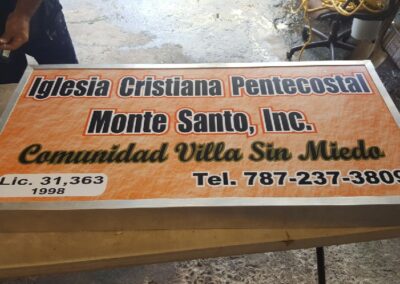 Iglesia Cristiana Pentecostal
Monte Santo, Inc.
Comunidad Villa Sin Miedo
Lic. 31,363
1998
Tel. 787-237-3809